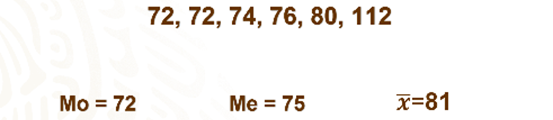 72, 72, 74, 76, 80, 112
Mo = 72 Me = 75 x̅=81